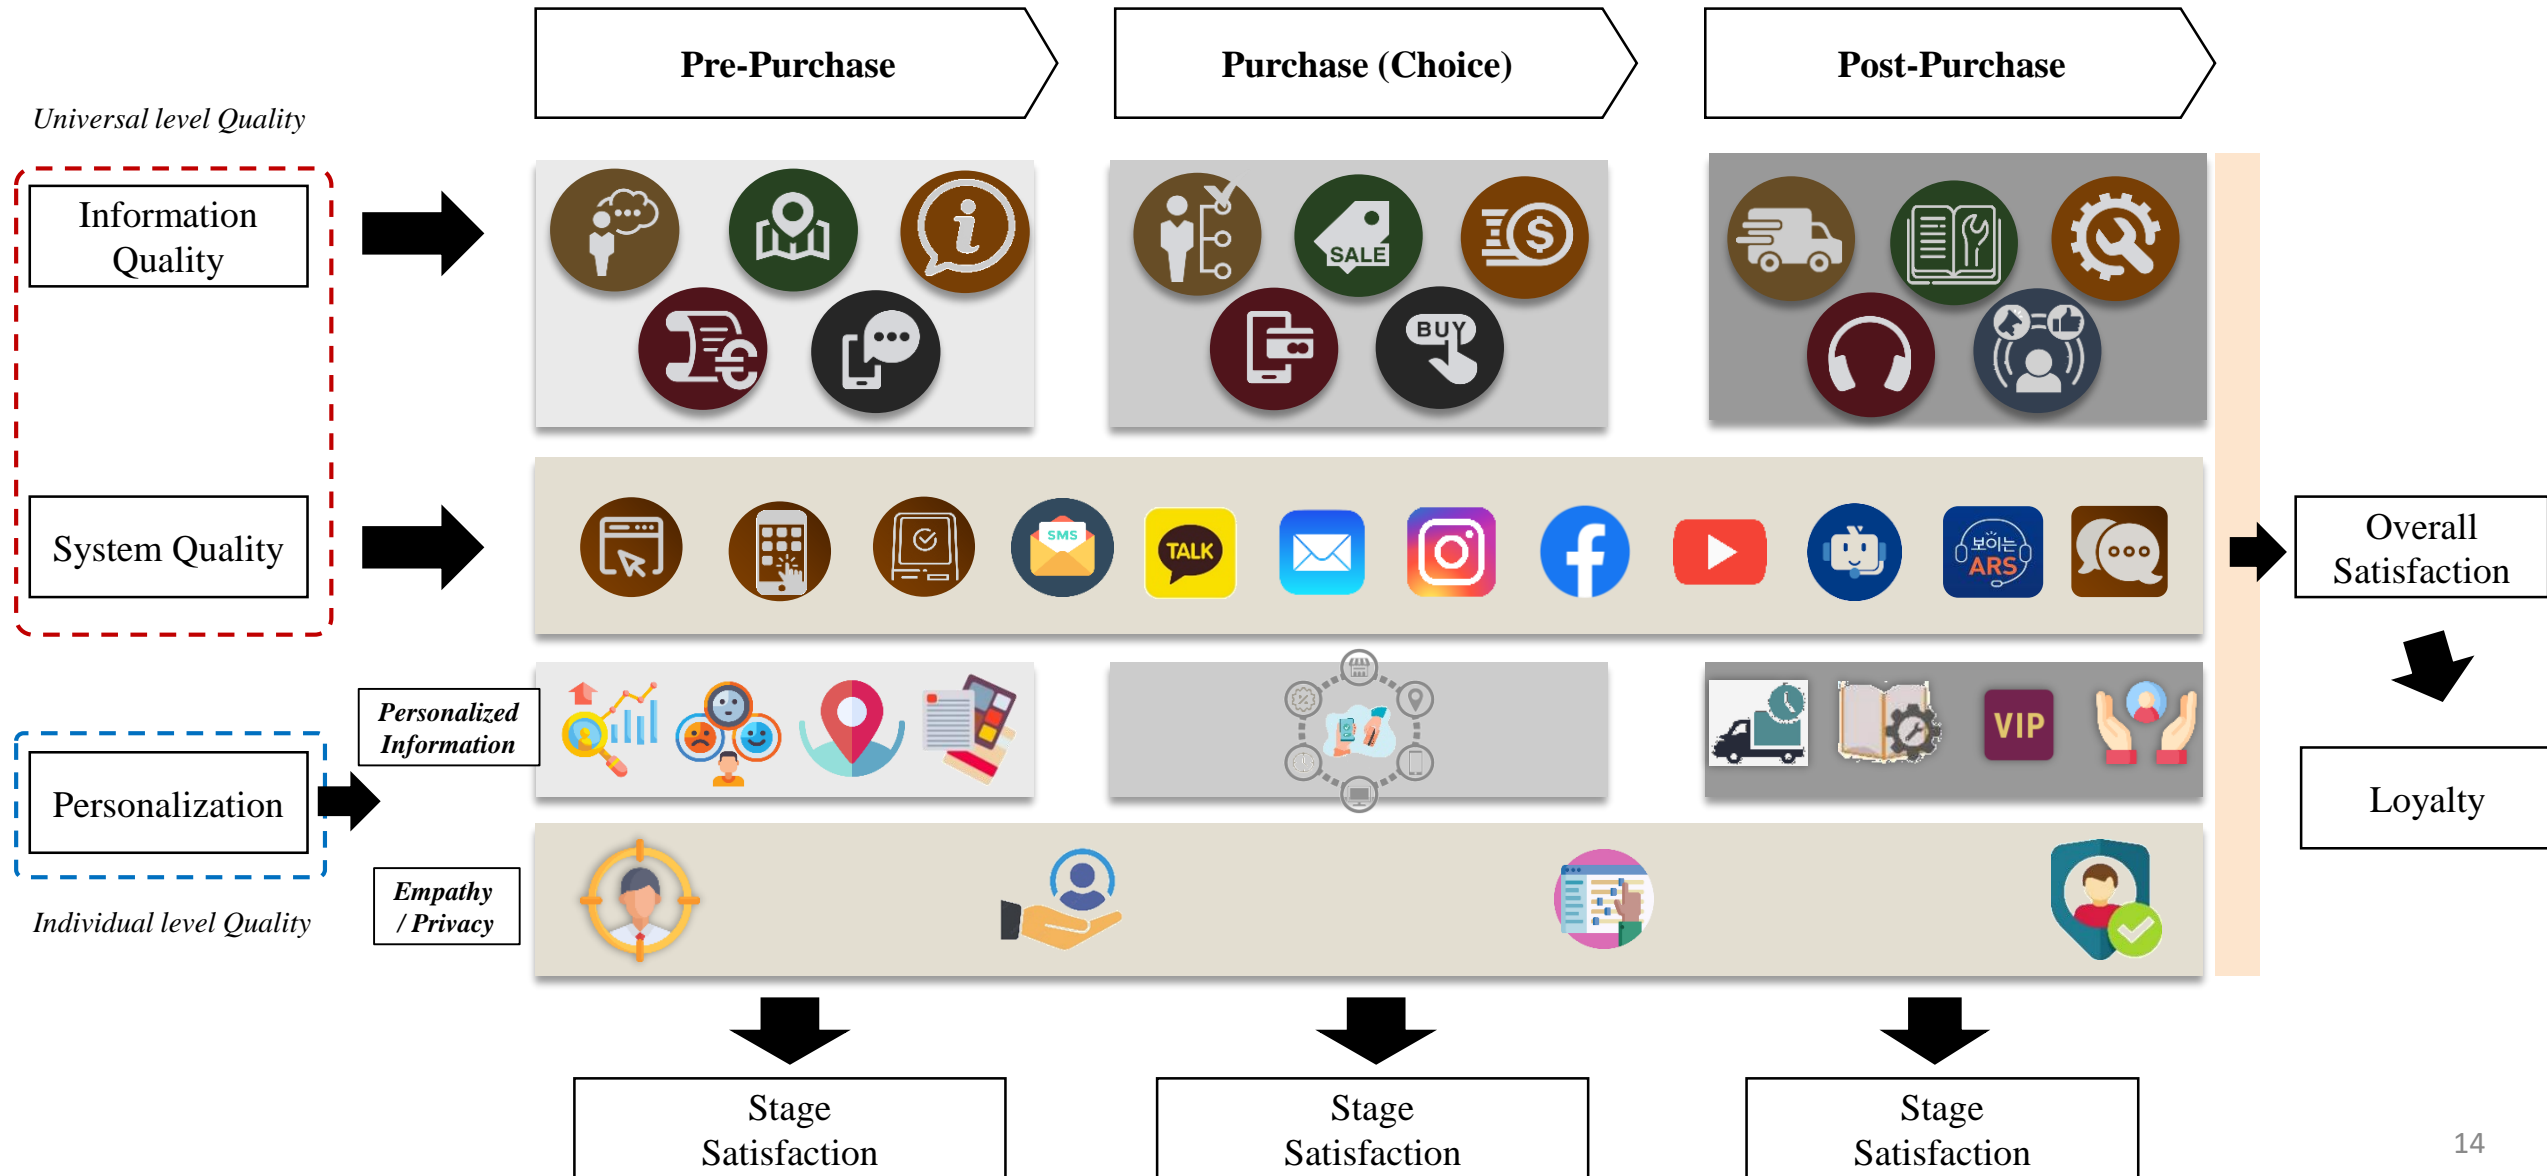 Pre-Purchase
Purchase (Choice)
Post-Purchase
Universal level Quality
Information
Quality
SALE
BUY
System Quality
SMS
TALK
보이는
ARS
Overall
Satisfaction
Personalized
Information
VIP
Personalization
Loyalty
Empathy
/ Privacy
Individual level Quality
Stage
Satisfaction
Stage
Satisfaction
Stage
Satisfaction
14